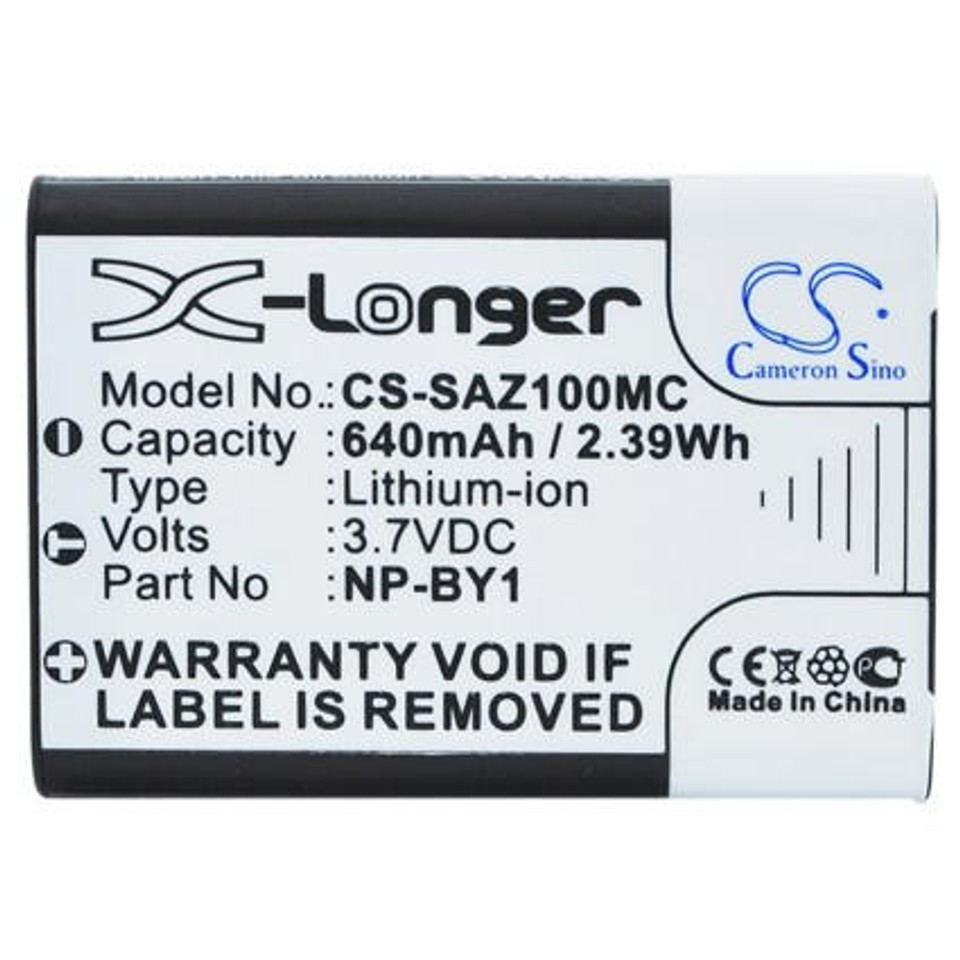 X-Longer
CS
Cameron Sino
Model No.: CS-SAZ100MC
Capacity : 640mAh / 2.39Wh
Type : Lithium-ion
Volts : 3.7VDC
Part No : NP-BY1
WARRANTY VOID IF
LABEL IS REMOVED
CE
Made in China